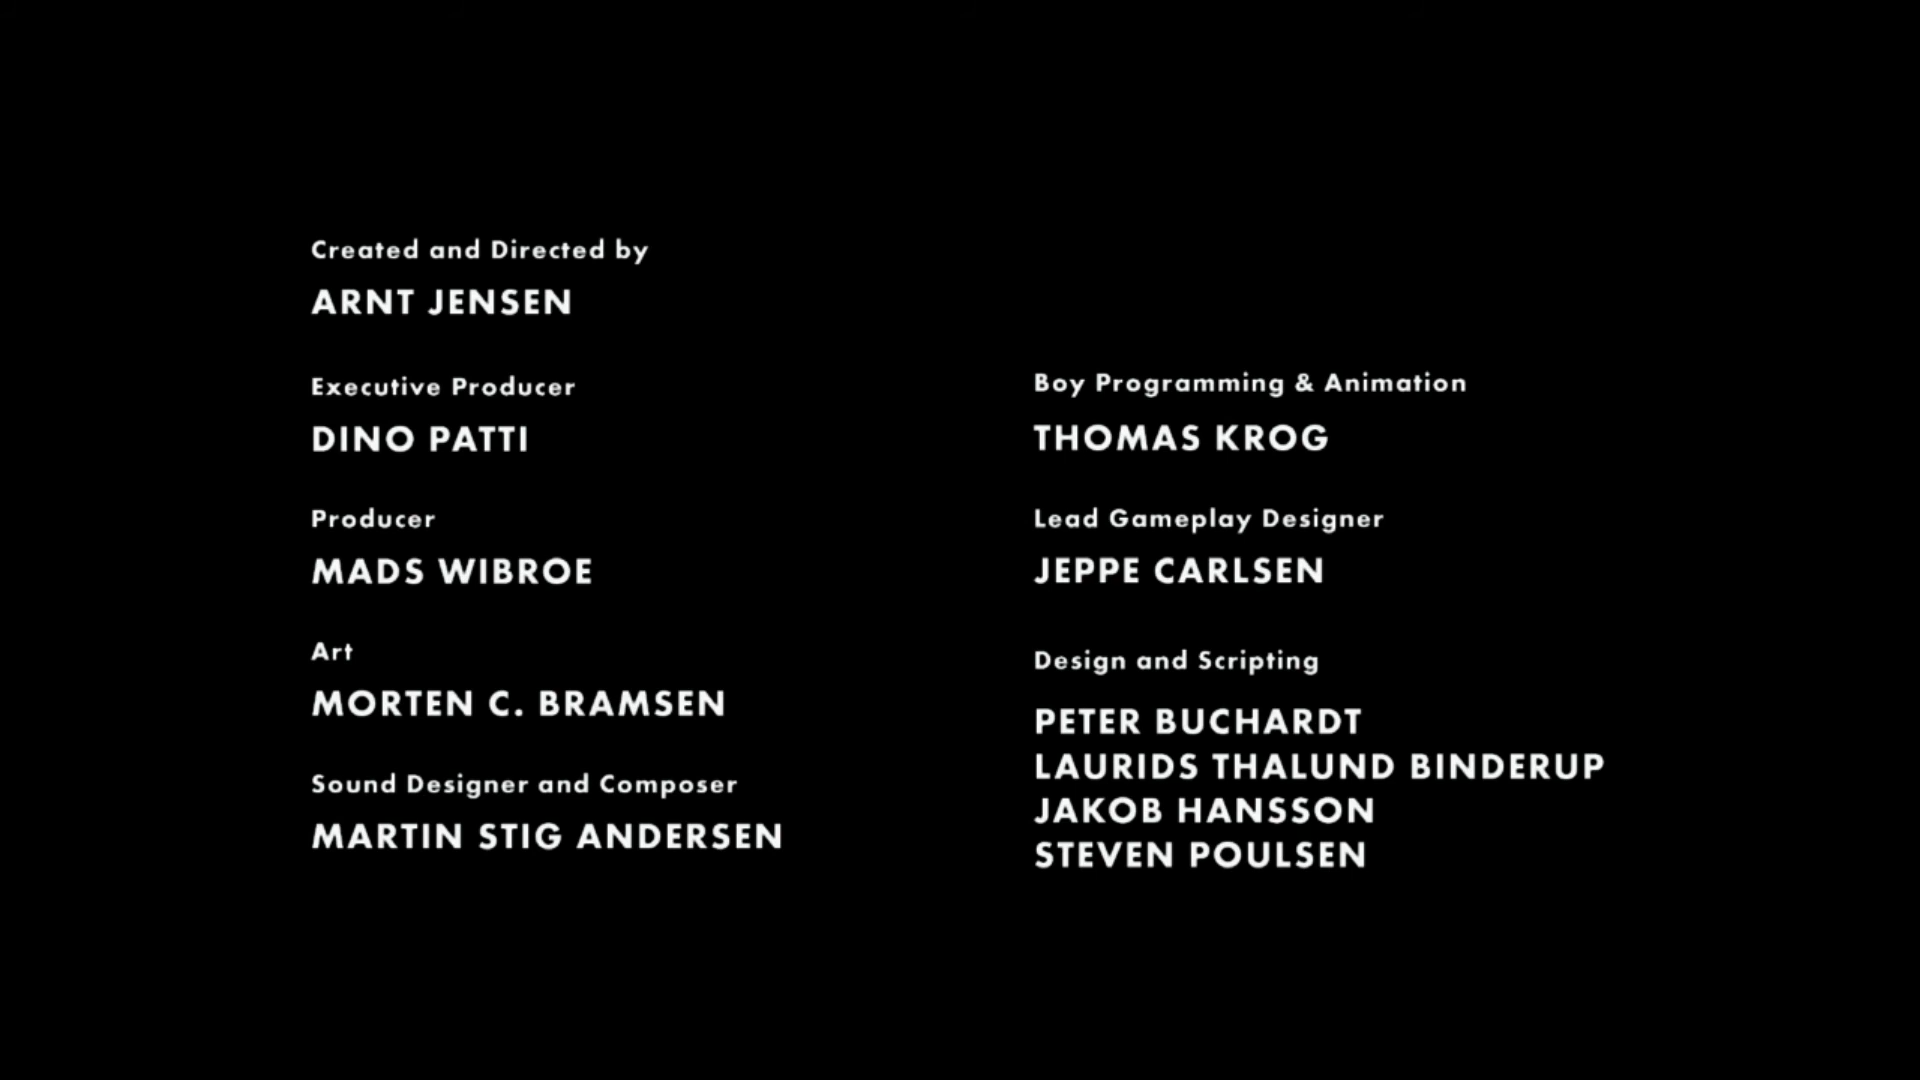 Created and Directed by
ARNT JENSEN
Executive Producer
DINO PATTI
Producer
MADS WIBROE
Art
MORTEN C. BRAMSEN
Sound Designer and Composer
MARTIN STIG ANDERSEN
Boy Programming & Animation
THOMAS KROG
Lead Gameplay Designer
JEPPE CARLSEN
Design and Scripting
PETER BUCHARDT
LAURIDS THALUND BINDERUP
JAKOB HANSSON
STEVEN POULSEN